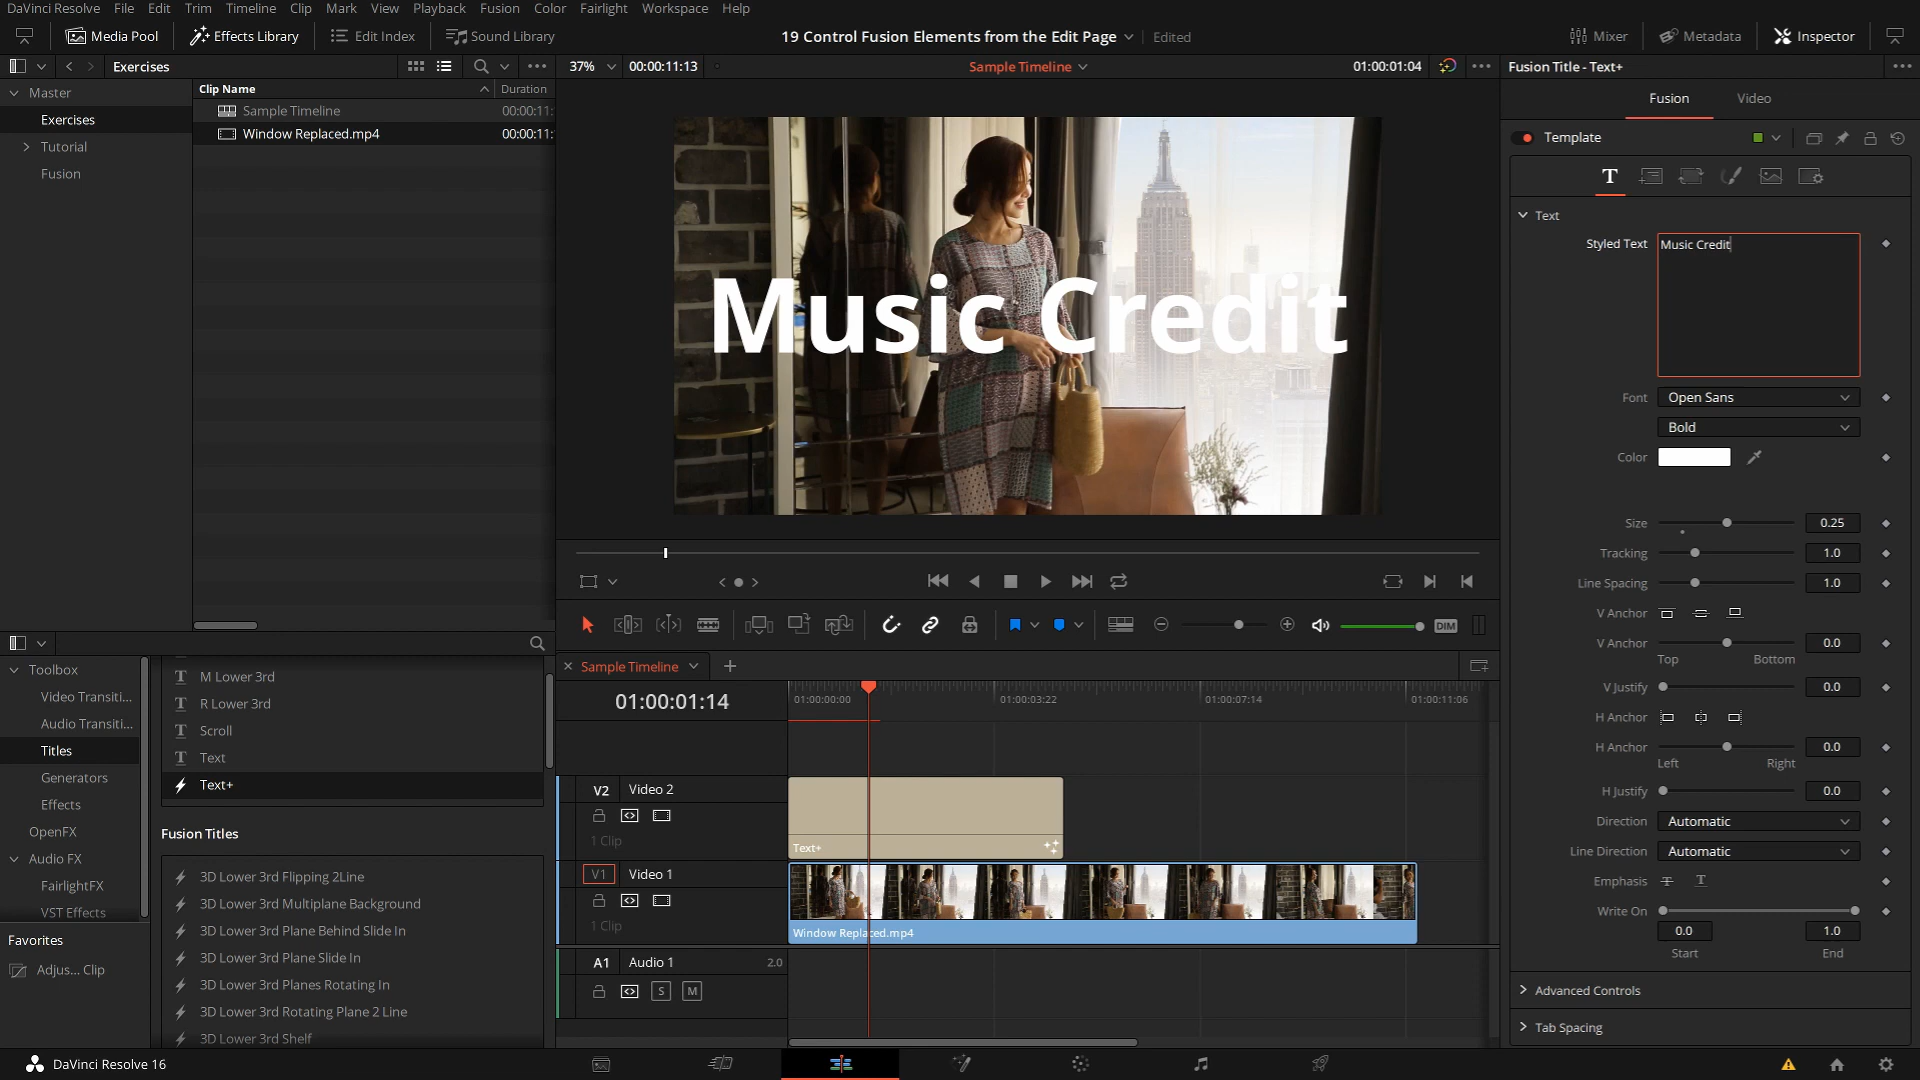 DaVinci Resolve File Edit Trim Timeline Clip Mark View Playback Fusion Color Fairlight Workspace Help
Media Pool Effects Library Edit Index Sound Library 19 Control Fusion Elements from the Edit Page Edited Mixer Metadata Inspector
Exercises 37% 00:00:11:13 Sample Timeline 01:00:01:04 Fusion Title - Text+
Clip Name Duration
Master
Exercises
Tutorial
Fusion
Sample Timeline 00:00:11:
Window Replaced.mp4 00:00:11:
Music Credit
Fusion Video
Template
Text
Styled Text Music Credit
Font Open Sans
Bold
Color
Size 0.25
Tracking 1.0
Line Spacing 1.0
V Anchor
V Anchor 0.0
Top Bottom
V Justify 0.0
H Anchor
H Anchor 0.0
Left Right
H Justify 0.0
Direction Automatic
Line Direction Automatic
Emphasis
Write On
0.0 1.0
Start End
Advanced Controls
Tab Spacing
DIM
Toolbox
Video Transiti...
Audio Transiti...
Titles
Generators
Effects
OpenFX
Audio FX
FairlightFX
VST Effects
Favorites
Adjus... Clip
M Lower 3rd
R Lower 3rd
Scroll
Text
Text+
Fusion Titles
3D Lower 3rd Flipping 2Line
3D Lower 3rd Multiplane Background
3D Lower 3rd Plane Behind Slide In
3D Lower 3rd Plane Slide In
3D Lower 3rd Planes Rotating In
3D Lower 3rd Rotating Plane 2 Line
3D Lower 3rd Shelf
Sample Timeline
01:00:01:14 01:00:00:00 01:00:03:22 01:00:07:14 01:00:11:06
V2 Video 2
1 Clip
Text+
V1 Video 1
1 Clip
Window Replaced.mp4
A1 Audio 1 2.0
S M
DaVinci Resolve 16